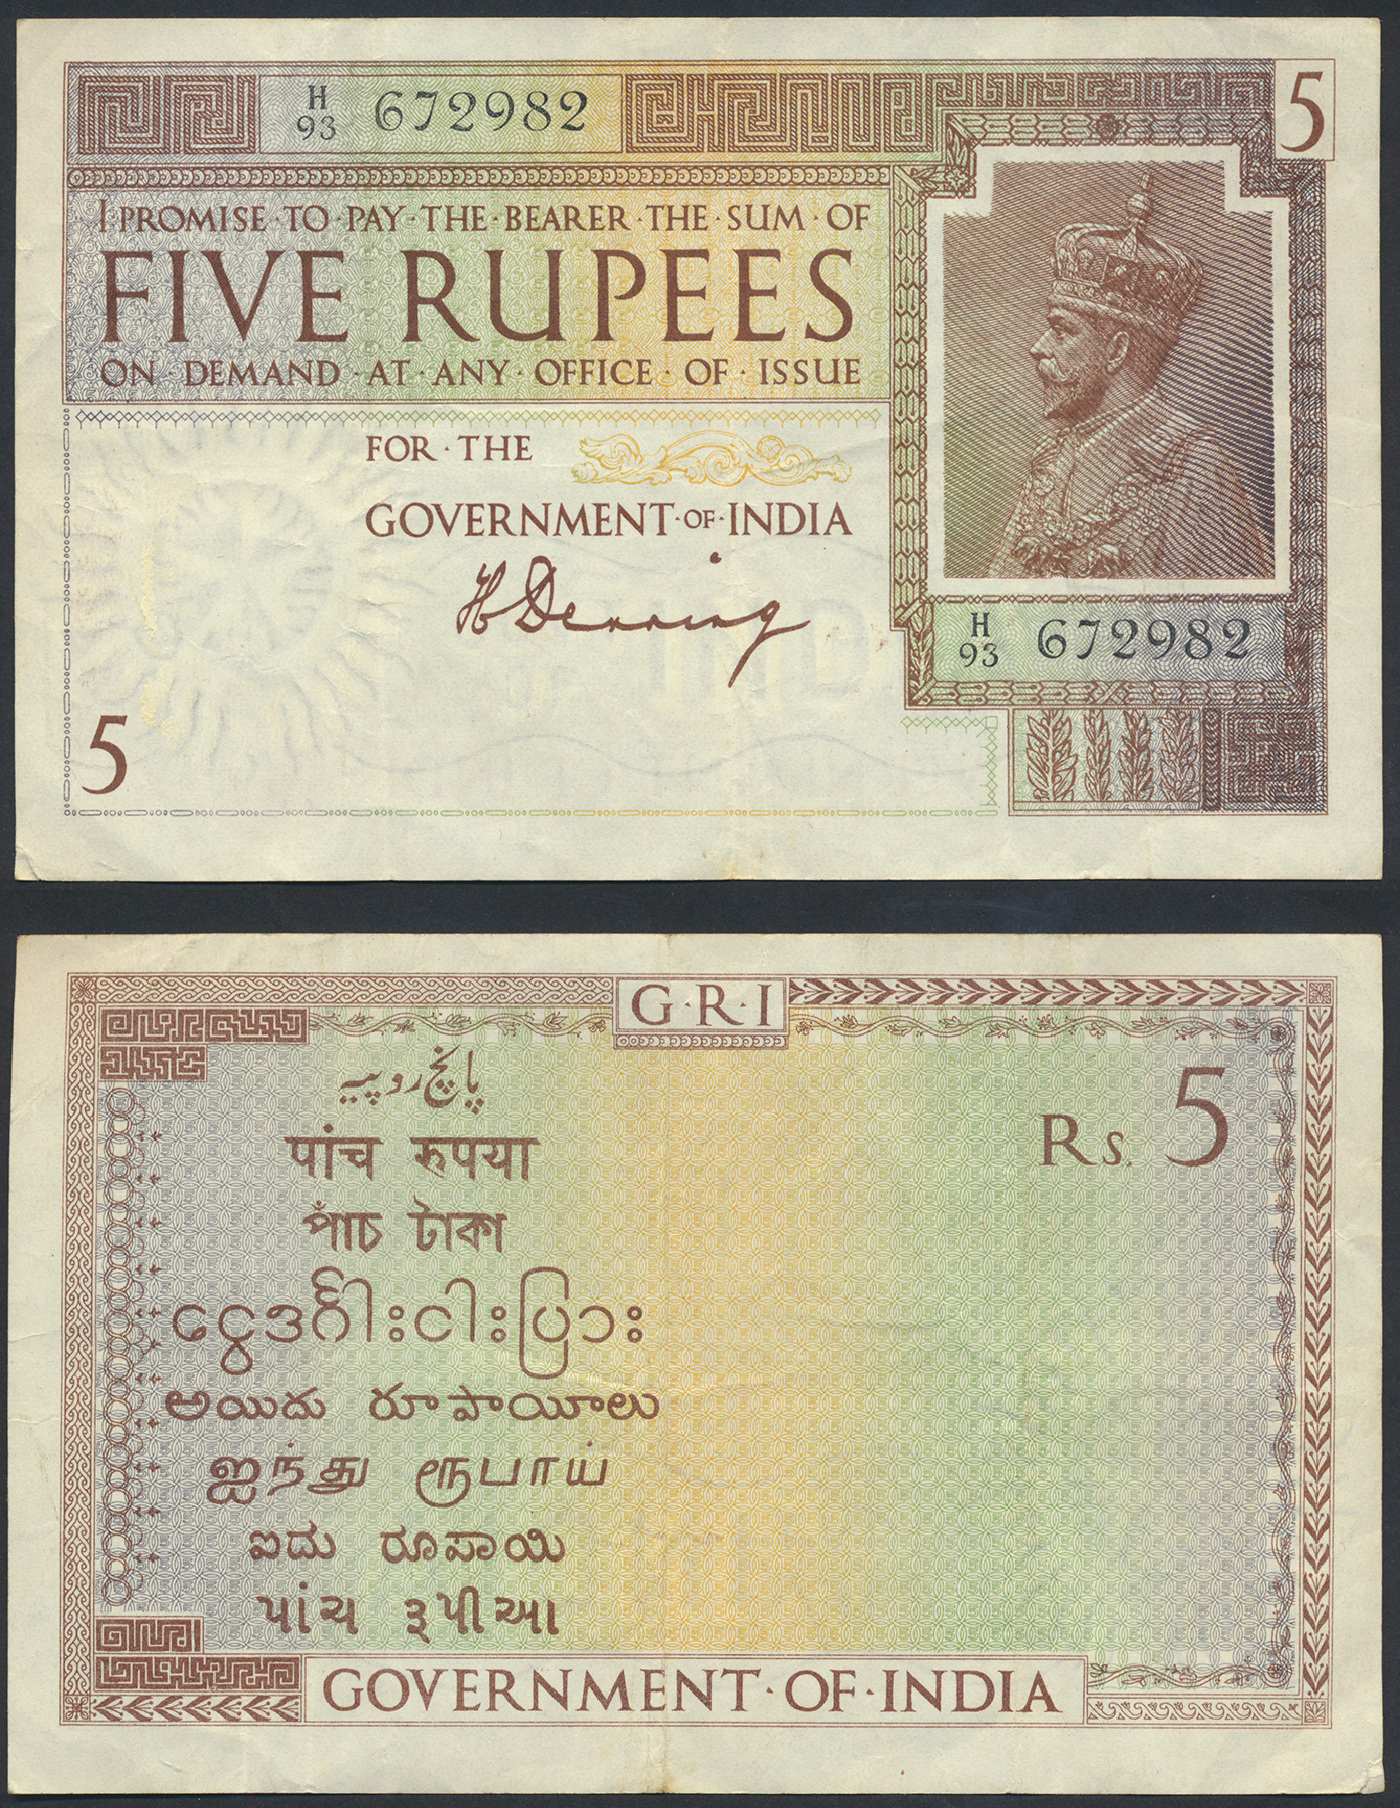 H
93 672982
5
I·PROMISE·TO·PAY·THE·BEARER·THE·SUM·OF
FIVE RUPEES
ON·DEMAND·AT·ANY·OFFICE·OF·ISSUE
FOR·THE
GOVERNMENT·OF·INDIA
H Denning
H
93 672982
5
G·R·I
پانچ روپیہ
Rs. 5
पांच रुपया
পাঁচ টাকা
ငွေဒင်္ဂါးငါးပြား
అయిదు రూపాయీలు
ஐந்து ரூபாய்
ಐದು ರೂಪಾಯಿ
પાંચ રૂપીઆ
GOVERNMENT·OF·INDIA